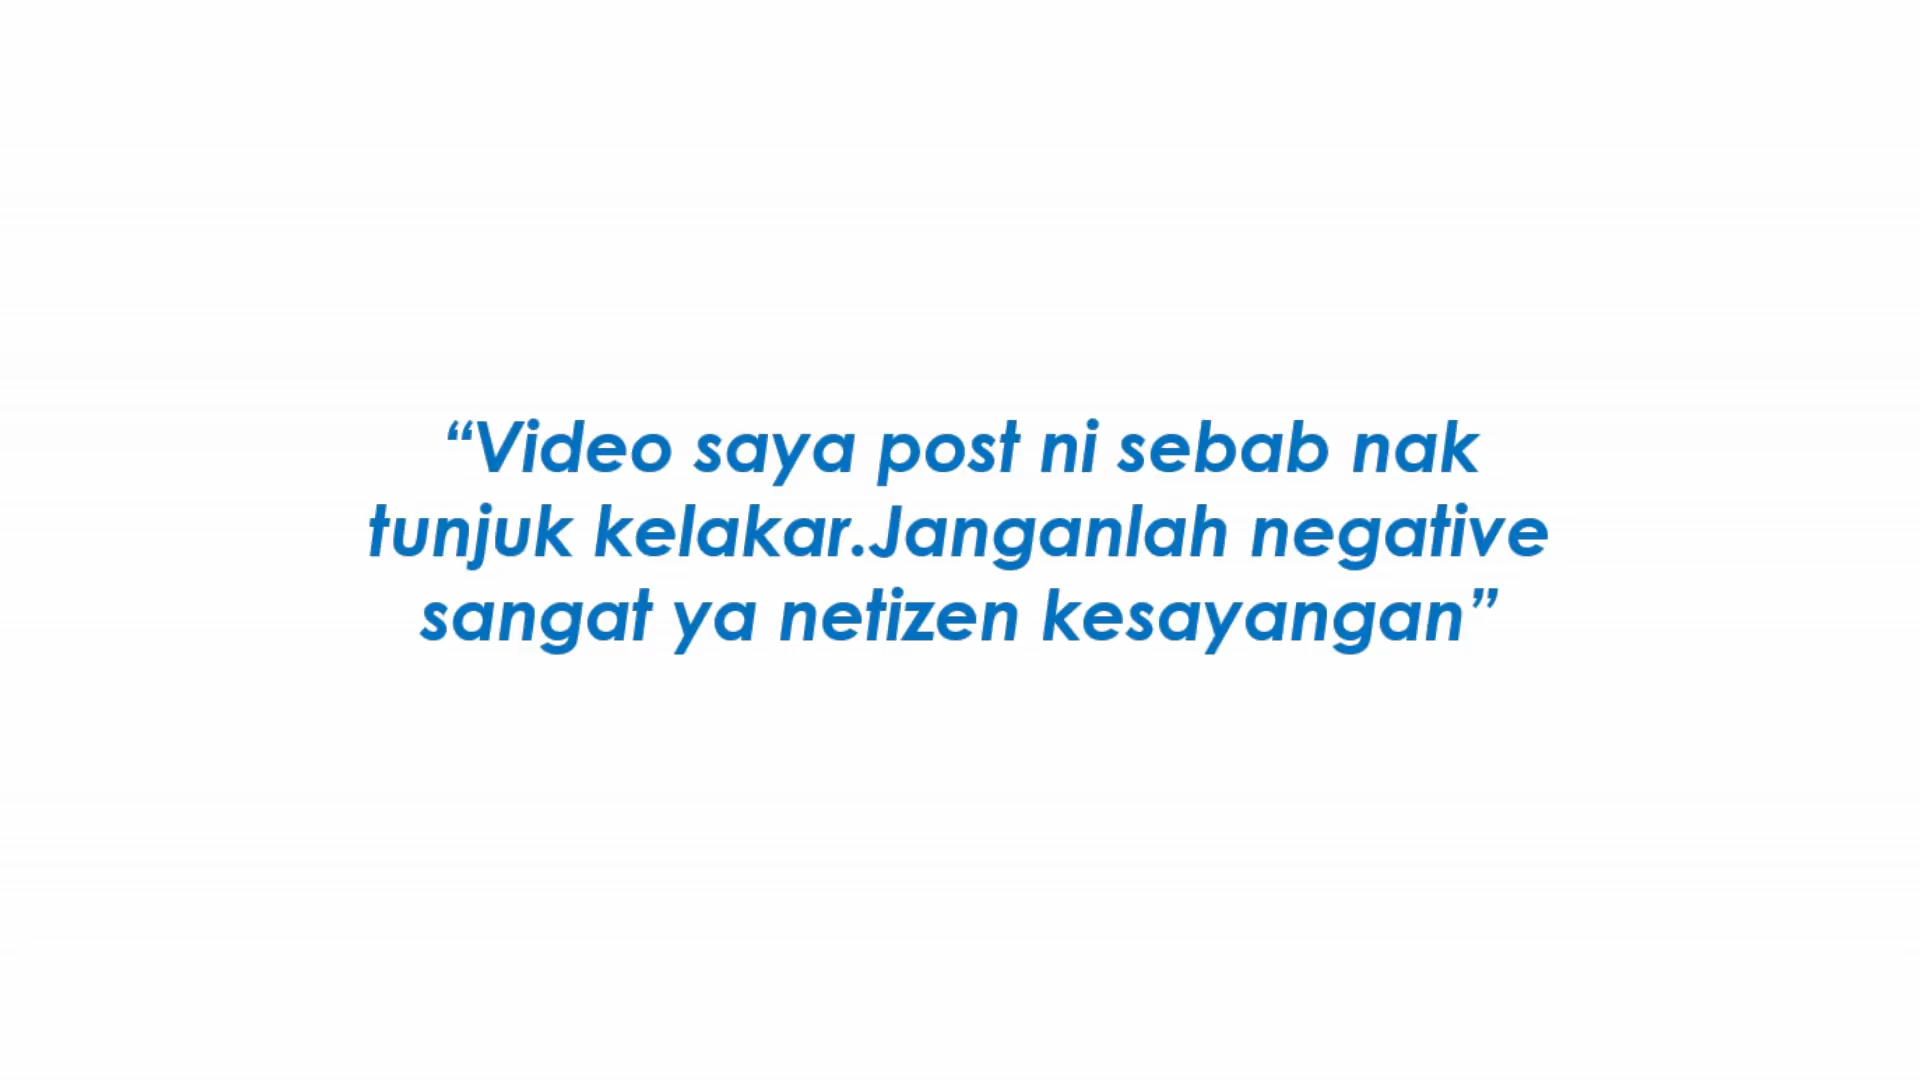 “Video saya post ni sebab nak
tunjuk kelakar.Janganlah negative
sangat ya netizen kesayangan”